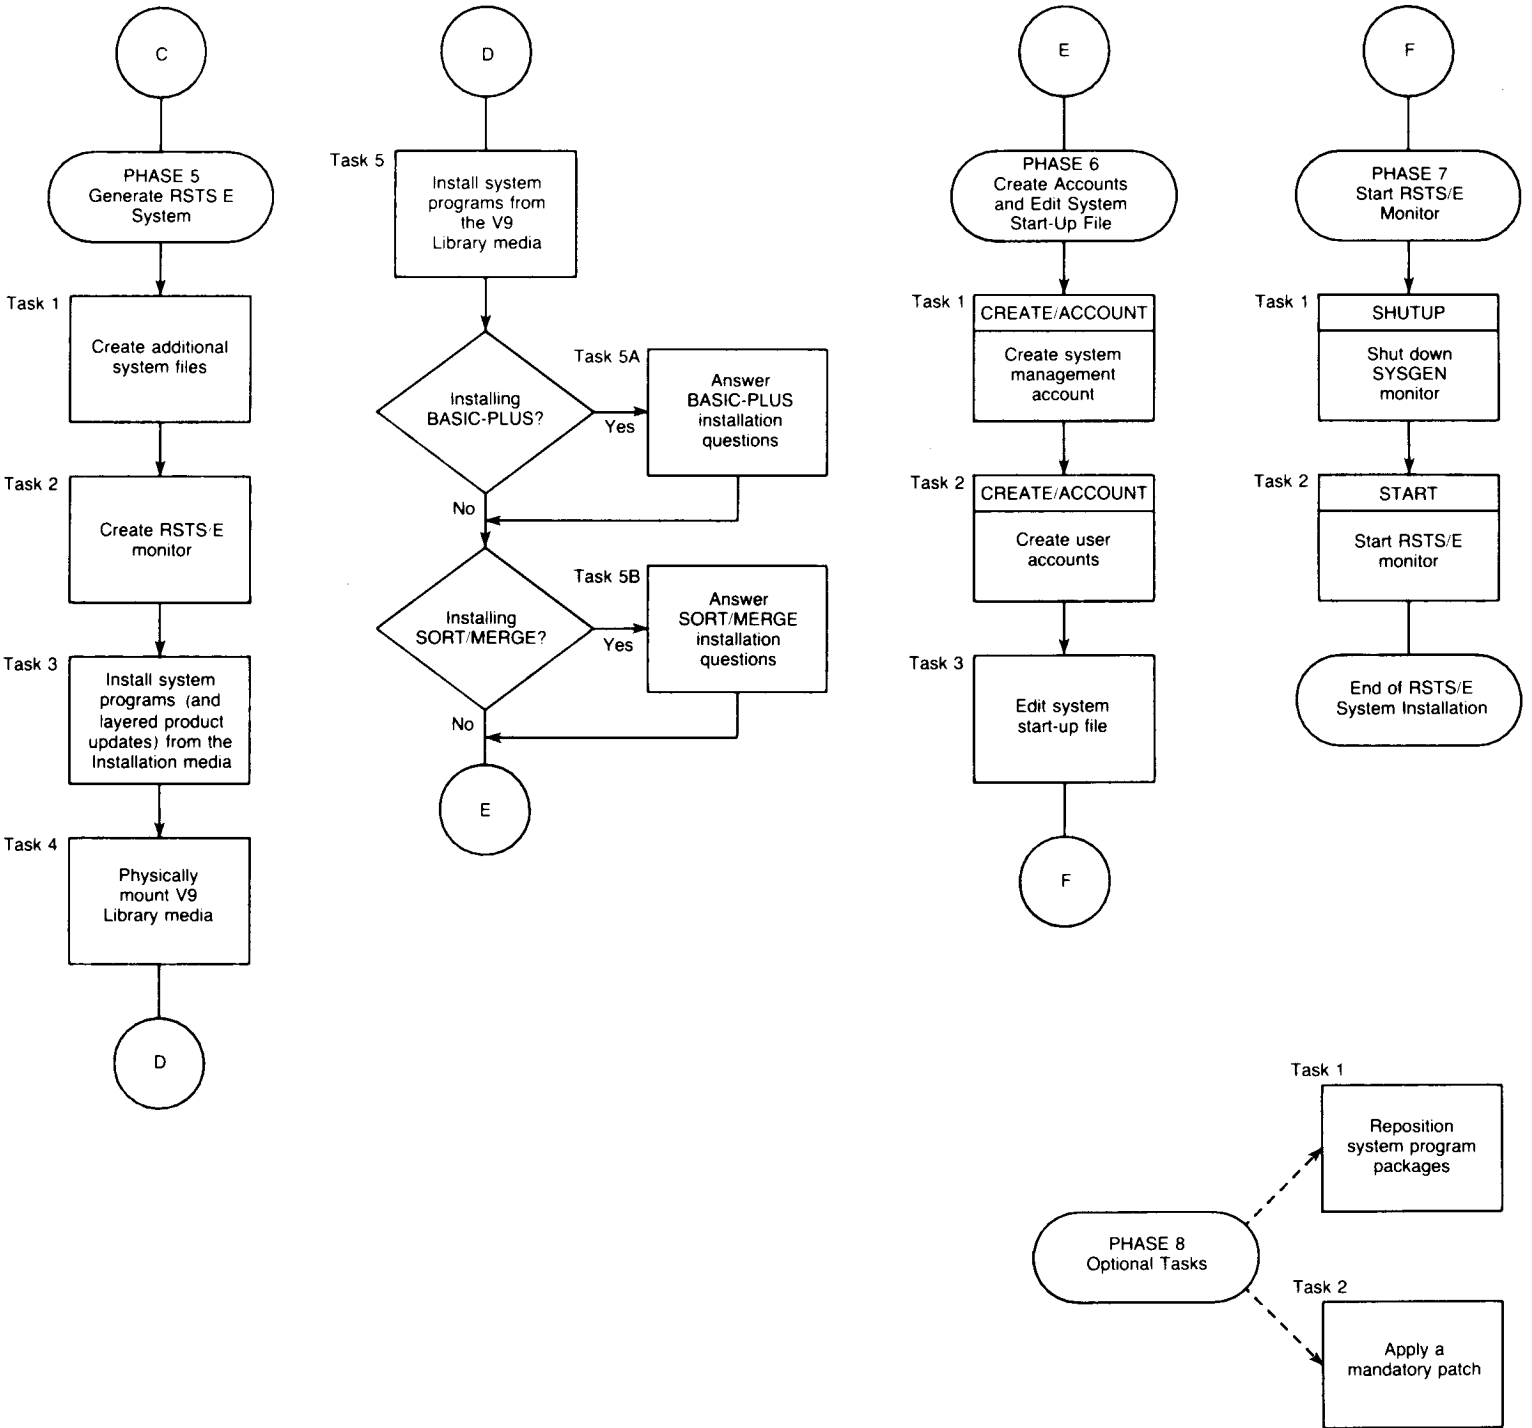 C
PHASE 5
Generate RSTS E
System
Task 1
Create additional
system files
Task 2
Create RSTS/E
monitor
Task 3
Install system
programs (and
layered product
updates) from the
Installation media
Task 4
Physically
mount V9
Library media
D
D
Task 5
Install system
programs from
the V9
Library media
Installing
BASIC-PLUS?
Yes
No
Task 5A
Answer
BASIC-PLUS
installation
questions
Installing
SORT/MERGE?
Yes
No
Task 5B
Answer
SORT/MERGE
installation
questions
E
E
PHASE 6
Create Accounts
and Edit System
Start-Up File
Task 1
CREATE/ACCOUNT
Create system
management
account
Task 2
CREATE/ACCOUNT
Create user
accounts
Task 3
Edit system
start-up file
F
F
PHASE 7
Start RSTS/E
Monitor
Task 1
SHUTUP
Shut down
SYSGEN
monitor
Task 2
START
Start RSTS/E
monitor
End of RSTS/E
System Installation
PHASE 8
Optional Tasks
Task 1
Reposition
system program
packages
Task 2
Apply a
mandatory patch